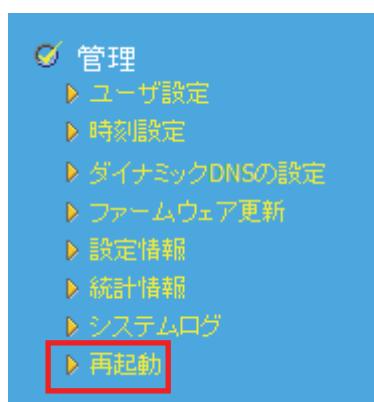 管理
ユーザ設定
時刻設定
ダイナミックDNSの設定
ファームウェア更新
設定情報
統計情報
システムログ
再起動